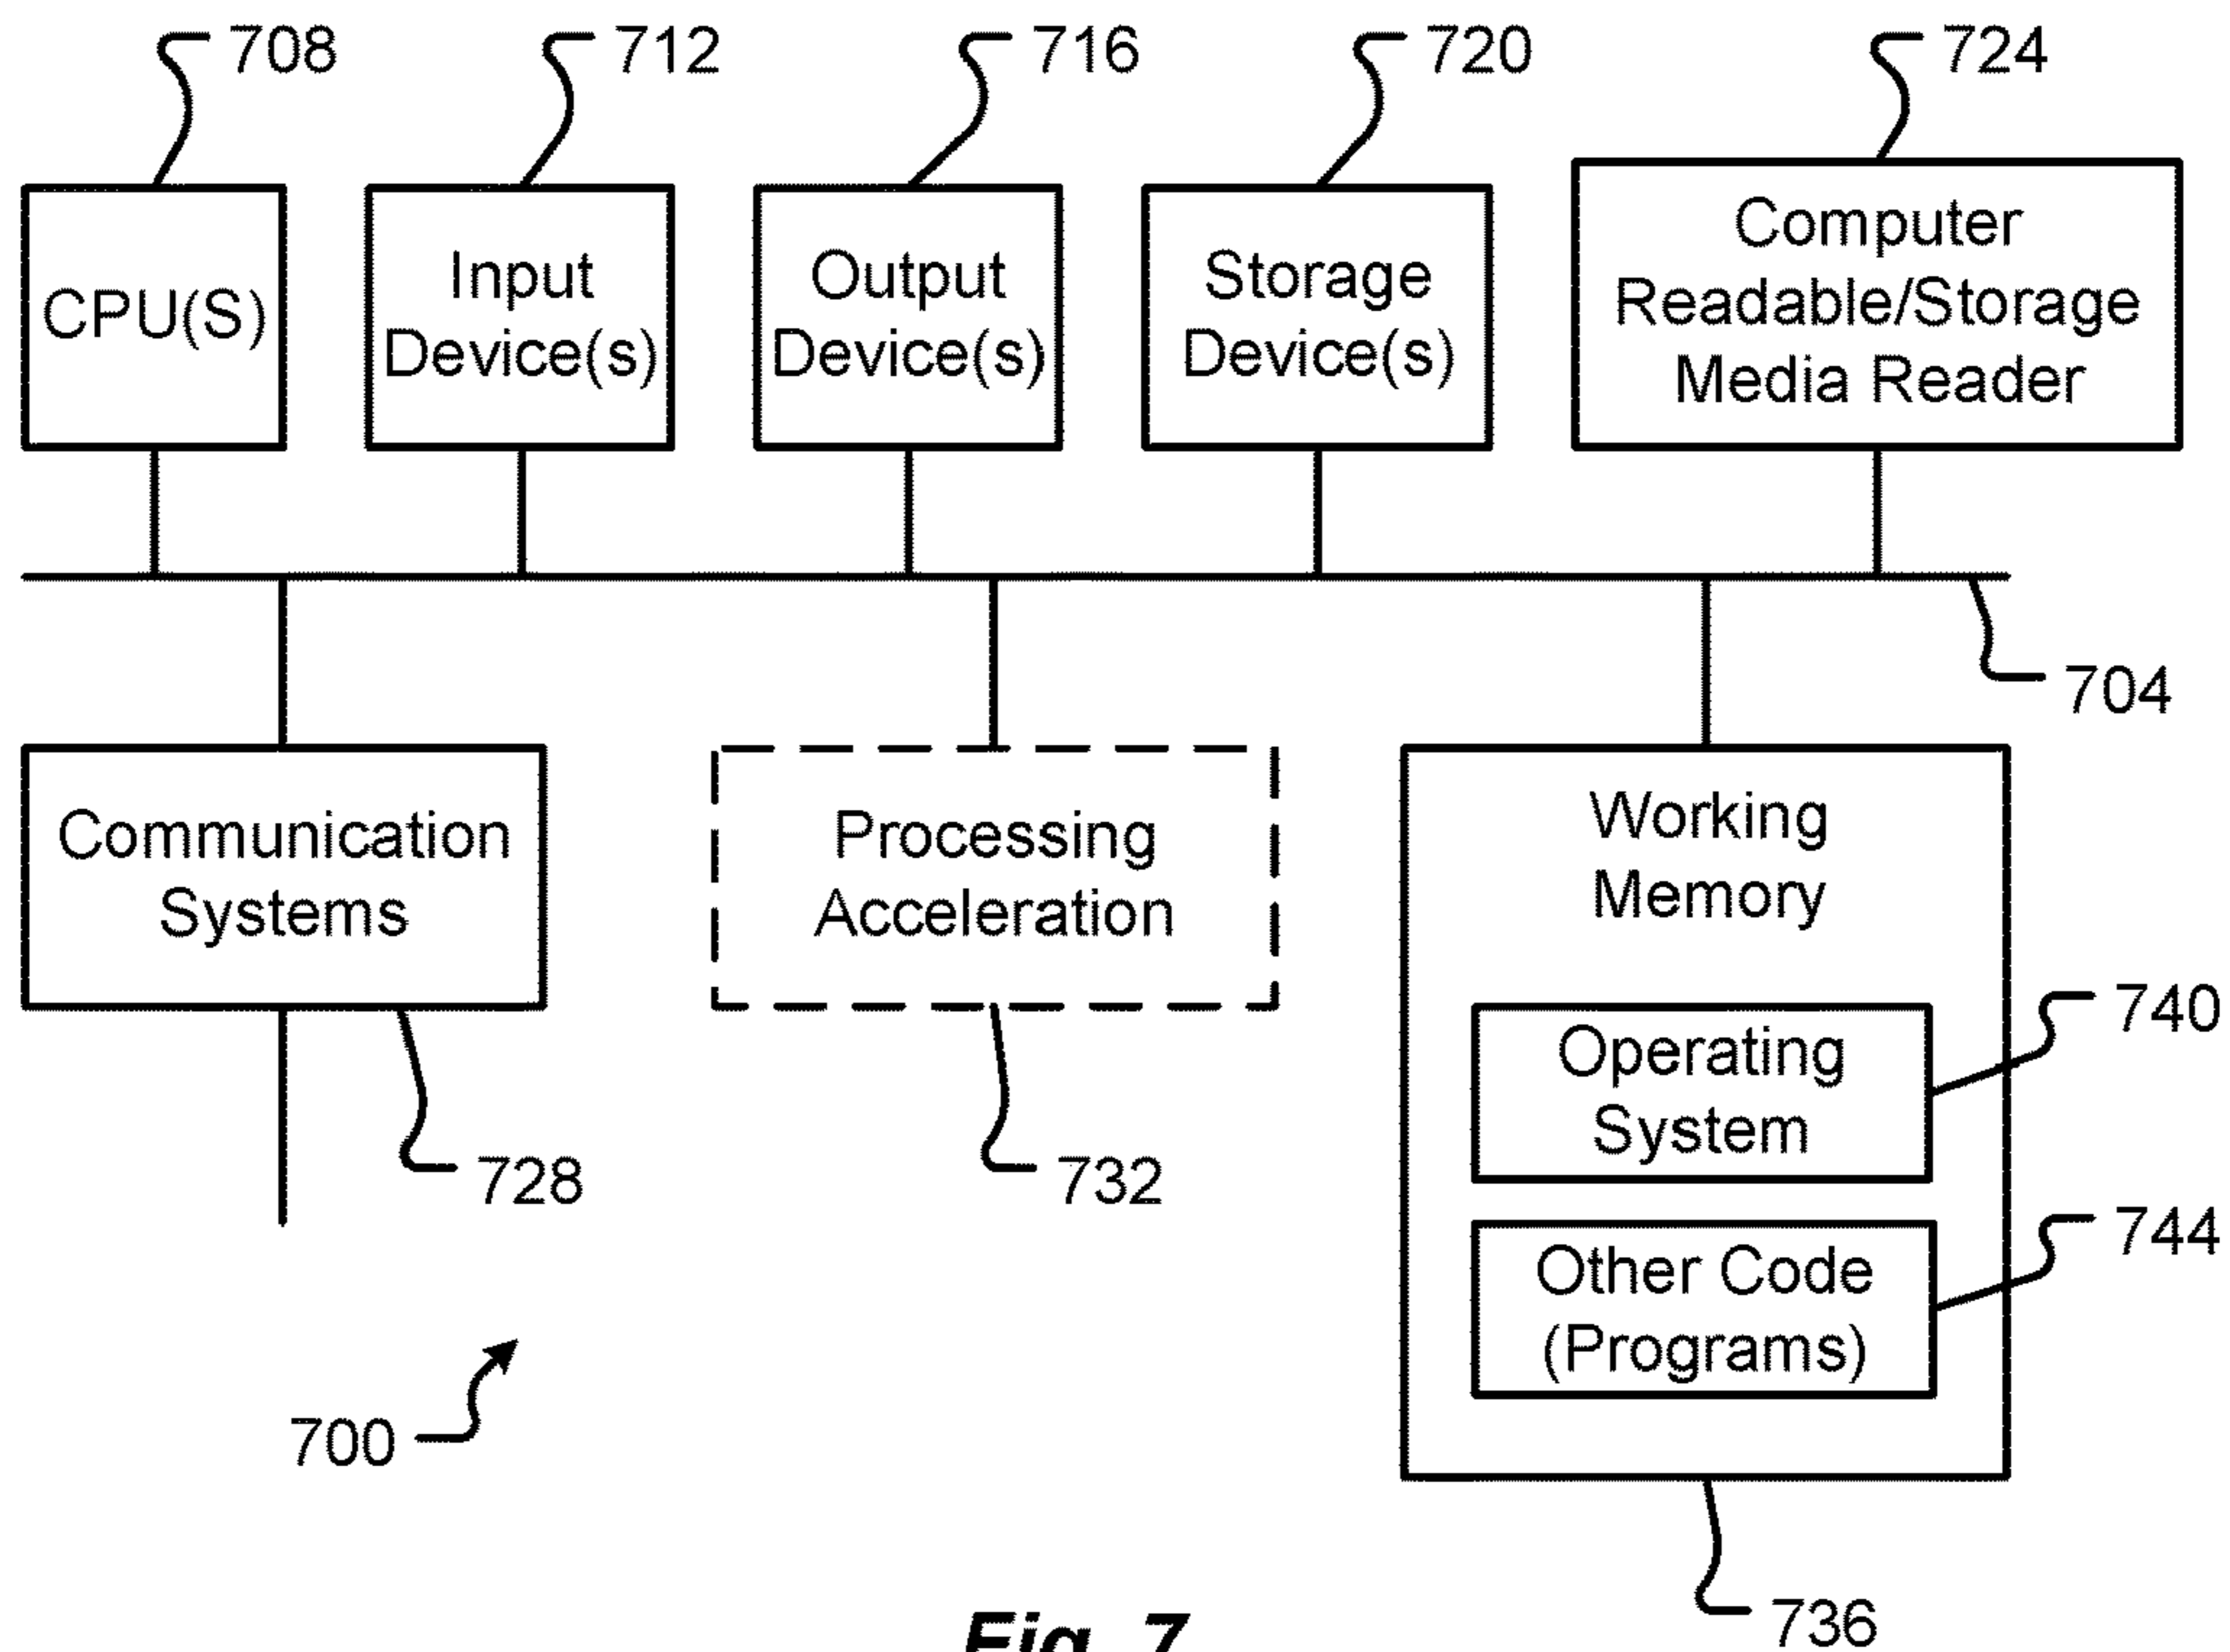 708
712
716
720
724
CPU(S)
Input
Device(s)
Output
Device(s)
Storage
Device(s)
Computer
Readable/Storage
Media Reader
704
Communication
Systems
Processing
Acceleration
Working
Memory
Operating
System
740
Other Code
(Programs)
744
728
732
700
736
Fig. 7